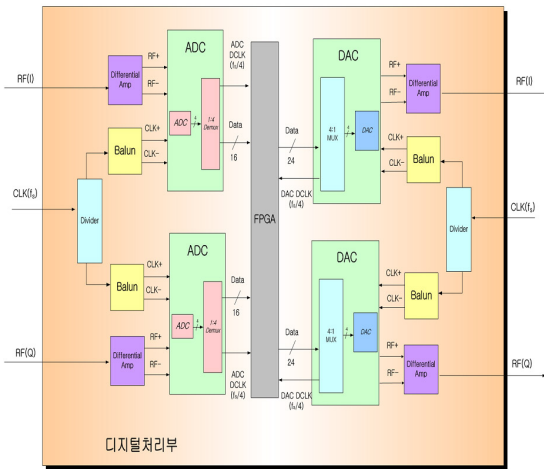 ADC
ADC
DCLK
(fs/4)
DAC
RF(I)
Differential
Amp
RF+
RF-
ADC
4
1:4
Demux
Data
16
Balun
CLK+
CLK-
CLK(fs)
Divider
Balun
CLK+
CLK-
ADC
ADC
4
1:4
Demux
Data
16
RF(Q)
Differential
Amp
RF+
RF-
ADC
DCLK
(fs/4)
FPGA
Data
24
4:1
MUX
4
DAC
RF+
RF-
Differential
Amp
RF(I)
DAC DCLK
(fs/4)
CLK+
CLK-
Balun
Divider
CLK(fs)
DAC
CLK+
CLK-
Balun
Data
24
4:1
MUX
4
DAC
RF+
RF-
Differential
Amp
RF(Q)
DAC DCLK
(fs/4)
디지털처리부